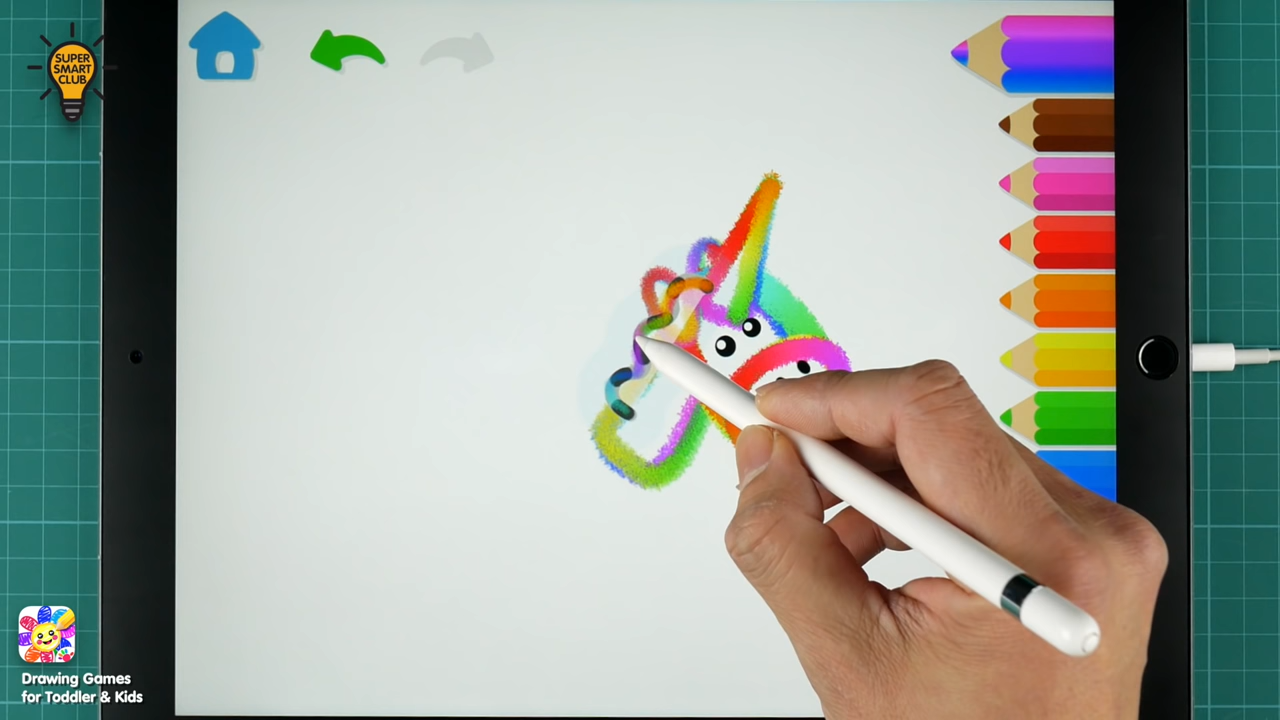 SUPER
SMART
CLUB
Drawing Games
for Toddler & Kids